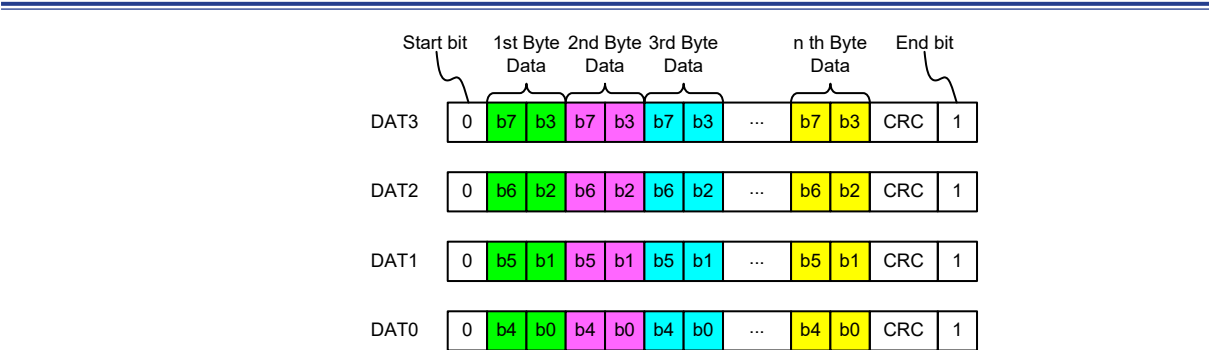 Start bit 1st Byte 2nd Byte 3rd Byte n th Byte End bit
Data Data Data Data
DAT3 0 b7 b3 b7 b3 b7 b3 ... b7 b3 CRC 1
DAT2 0 b6 b2 b6 b2 b6 b2 ... b6 b2 CRC 1
DAT1 0 b5 b1 b5 b1 b5 b1 ... b5 b1 CRC 1
DAT0 0 b4 b0 b4 b0 b4 b0 ... b4 b0 CRC 1